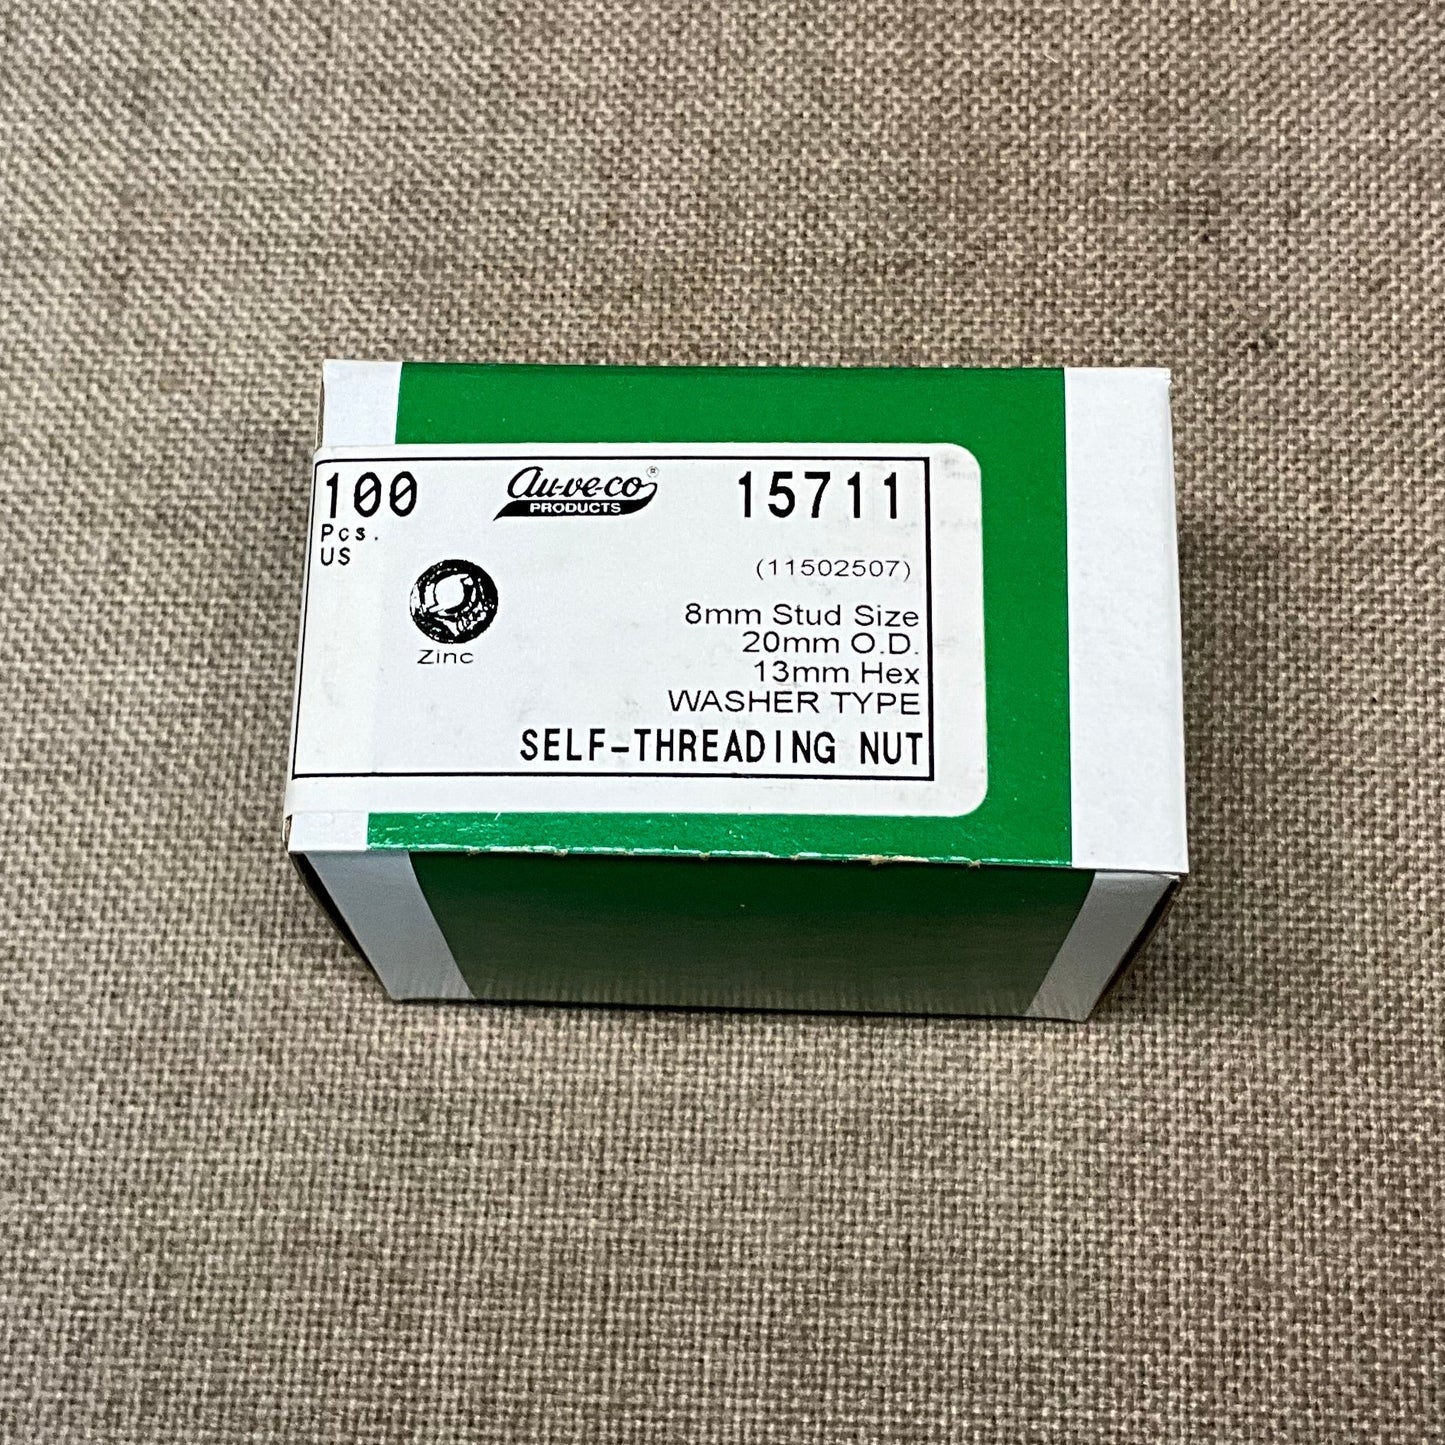 100 au-ve-co® 15711
PRODUCTS
Pcs.
US
(11502507)
Zinc
8mm Stud Size
20mm O.D.
13mm Hex
WASHER TYPE
SELF-THREADING NUT